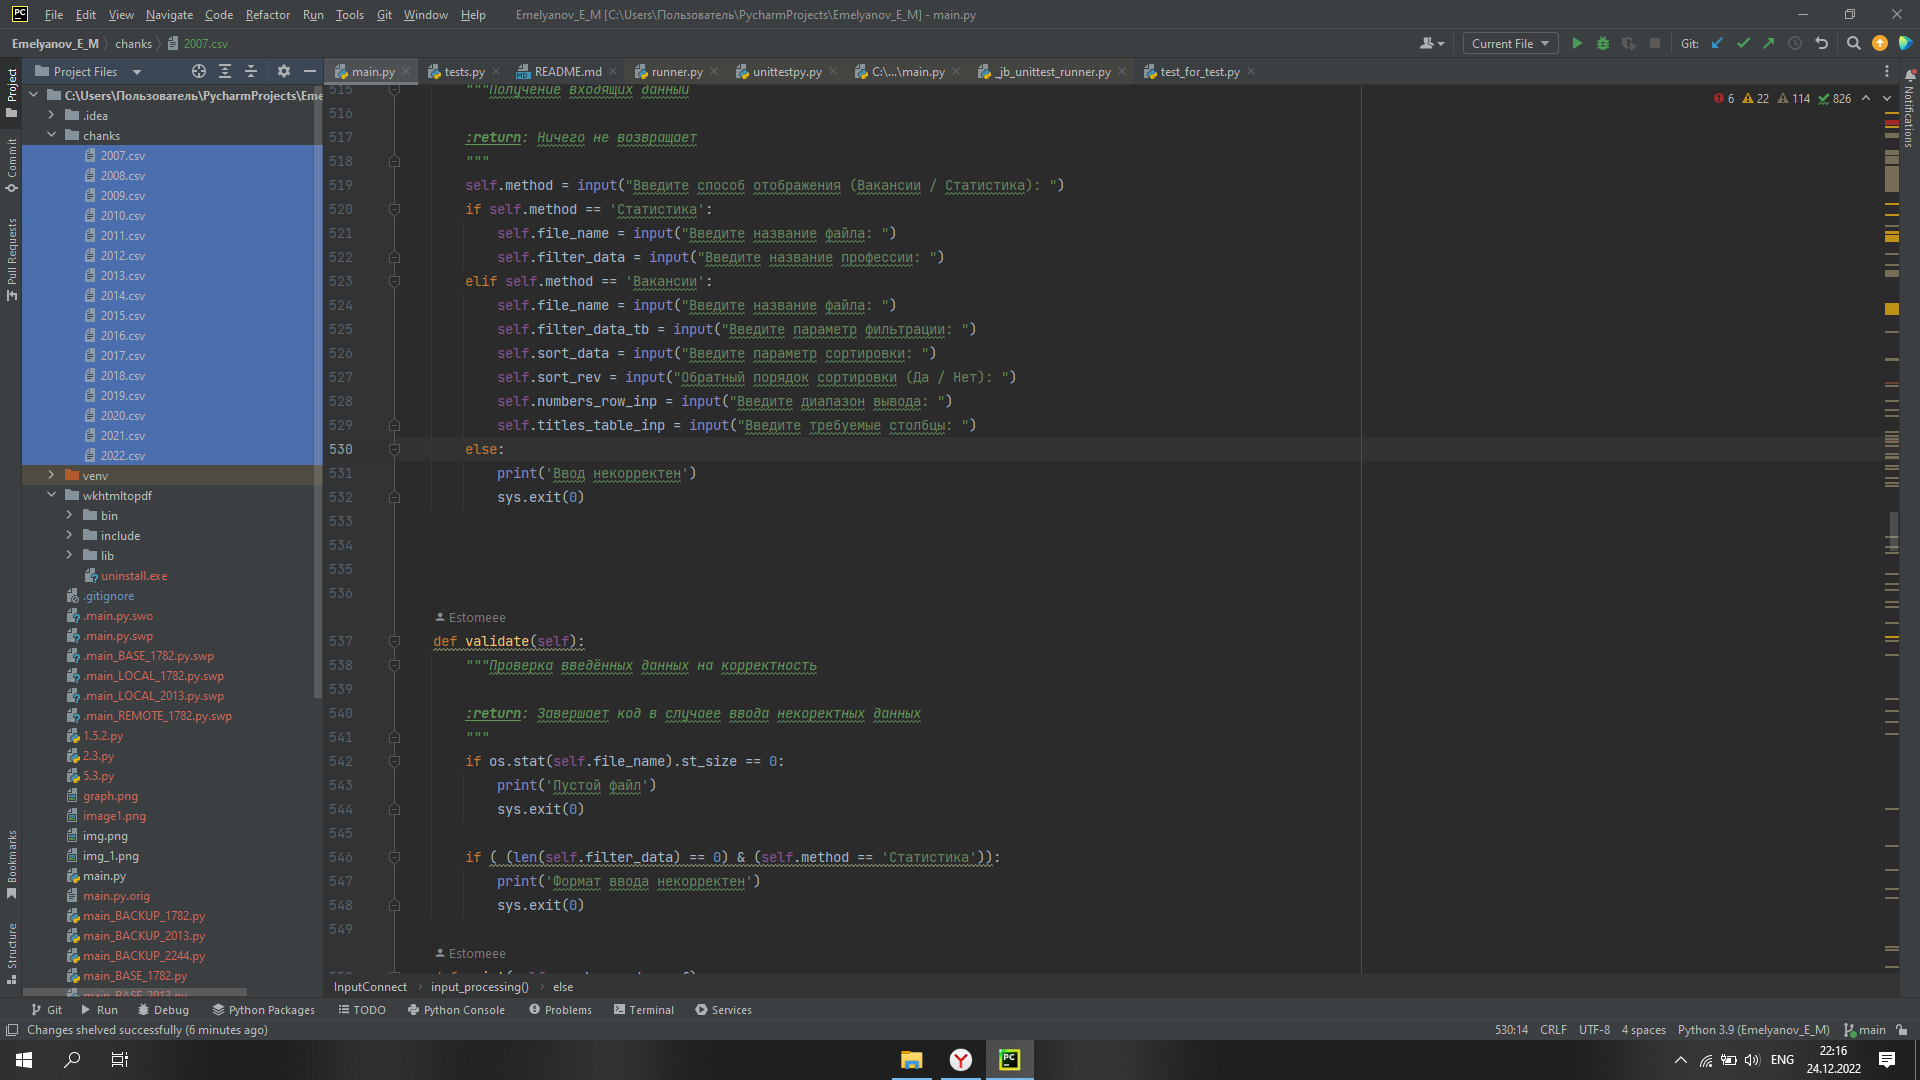 PC File Edit View Navigate Code Refactor Run Tools Git Window Help Emelyanov_E_M [C:\Users\Пользователь\PycharmProjects\Emelyanov_E_M] - main.py
Emelyanov_E_M chanks 2007.csv Current File Git:
Project Files main.py tests.py README.md runner.py unittestpy.py C:\...\main.py _jb_unittest_runner.py test_for_test.py
Project
Commit
Pull Requests
Bookmarks
Structure
Notifications
C:\Users\Пользователь\PycharmProjects\Eme
.idea
chanks
2007.csv
2008.csv
2009.csv
2010.csv
2011.csv
2012.csv
2013.csv
2014.csv
2015.csv
2016.csv
2017.csv
2018.csv
2019.csv
2020.csv
2021.csv
2022.csv
venv
wkhtmltopdf
bin
include
lib
uninstall.exe
.gitignore
.main.py.swo
.main.py.swp
.main_BASE_1782.py.swp
.main_LOCAL_1782.py.swp
.main_LOCAL_2013.py.swp
.main_REMOTE_1782.py.swp
1.5.2.py
2.3.py
5.3.py
graph.png
image1.png
img.png
img_1.png
main.py
main.py.orig
main_BACKUP_1782.py
main_BACKUP_2013.py
main_BACKUP_2244.py
main_BASE_1782.py
main_BASE_2013.py
6 22 114 826
515 """Получение входящих данный
516
517 :return: Ничего не возвращает
518 """
519 self.method = input("Введите способ отображения (Вакансии / Статистика): ")
520 if self.method == 'Статистика':
521 self.file_name = input("Введите название файла: ")
522 self.filter_data = input("Введите название профессии: ")
523 elif self.method == 'Вакансии':
524 self.file_name = input("Введите название файла: ")
525 self.filter_data_tb = input("Введите параметр фильтрации: ")
526 self.sort_data = input("Введите параметр сортировки: ")
527 self.sort_rev = input("Обратный порядок сортировки (Да / Нет): ")
528 self.numbers_row_inp = input("Введите диапазон вывода: ")
529 self.titles_table_inp = input("Введите требуемые столбцы: ")
530 else:
531 print('Ввод некорректен')
532 sys.exit(0)
533
534
535
536
Estomeee
537 def validate(self):
538 """Проверка введённых данных на корректность
539
540 :return: Завершает код в случаее ввода некоректных данных
541 """
542 if os.stat(self.file_name).st_size == 0:
543 print('Пустой файл')
544 sys.exit(0)
545
546 if ( (len(self.filter_data) == 0) & (self.method == 'Статистика')):
547 print('Формат ввода некорректен')
548 sys.exit(0)
549
Estomeee
InputConnect input_processing() else
Git Run Debug Python Packages TODO Python Console Problems Terminal Services
Changes shelved successfully (6 minutes ago) 530:14 CRLF UTF-8 4 spaces Python 3.9 (Emelyanov_E_M) main
PC ENG 22:16
24.12.2022